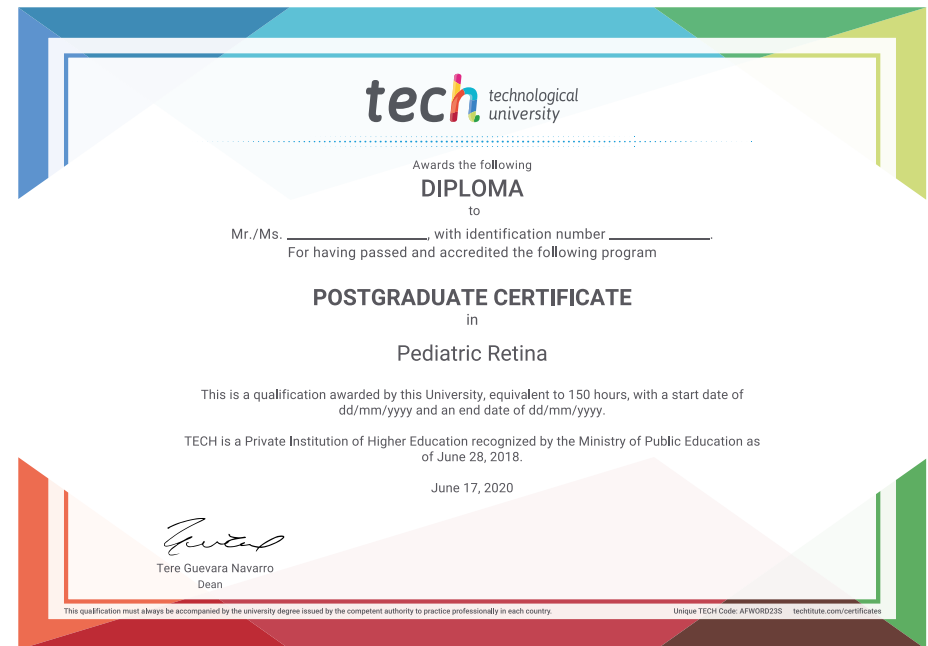 tech technological
university
Awards the following
DIPLOMA
to
Mr./Ms. ____________________, with identification number ______________.
For having passed and accredited the following program
POSTGRADUATE CERTIFICATE
in
Pediatric Retina
This is a qualification awarded by this University, equivalent to 150 hours, with a start date of
dd/mm/yyyy and an end date of dd/mm/yyyy.
TECH is a Private Institution of Higher Education recognized by the Ministry of Public Education as
of June 28, 2018.
June 17, 2020
Tere Guevara Navarro
Dean
This qualification must always be accompanied by the university degree issued by the competent authority to practice professionally in each country.
Unique TECH Code: AFWORD23S techtitute.com/certificates